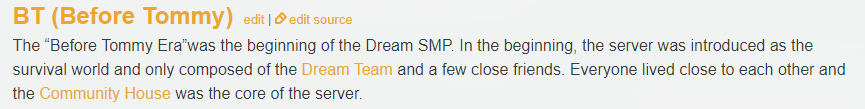 BT (Before Tommy) edit | edit source
The “Before Tommy Era”was the beginning of the Dream SMP. In the beginning, the server was introduced as the
survival world and only composed of the Dream Team and a few close friends. Everyone lived close to each other and
the Community House was the core of the server.